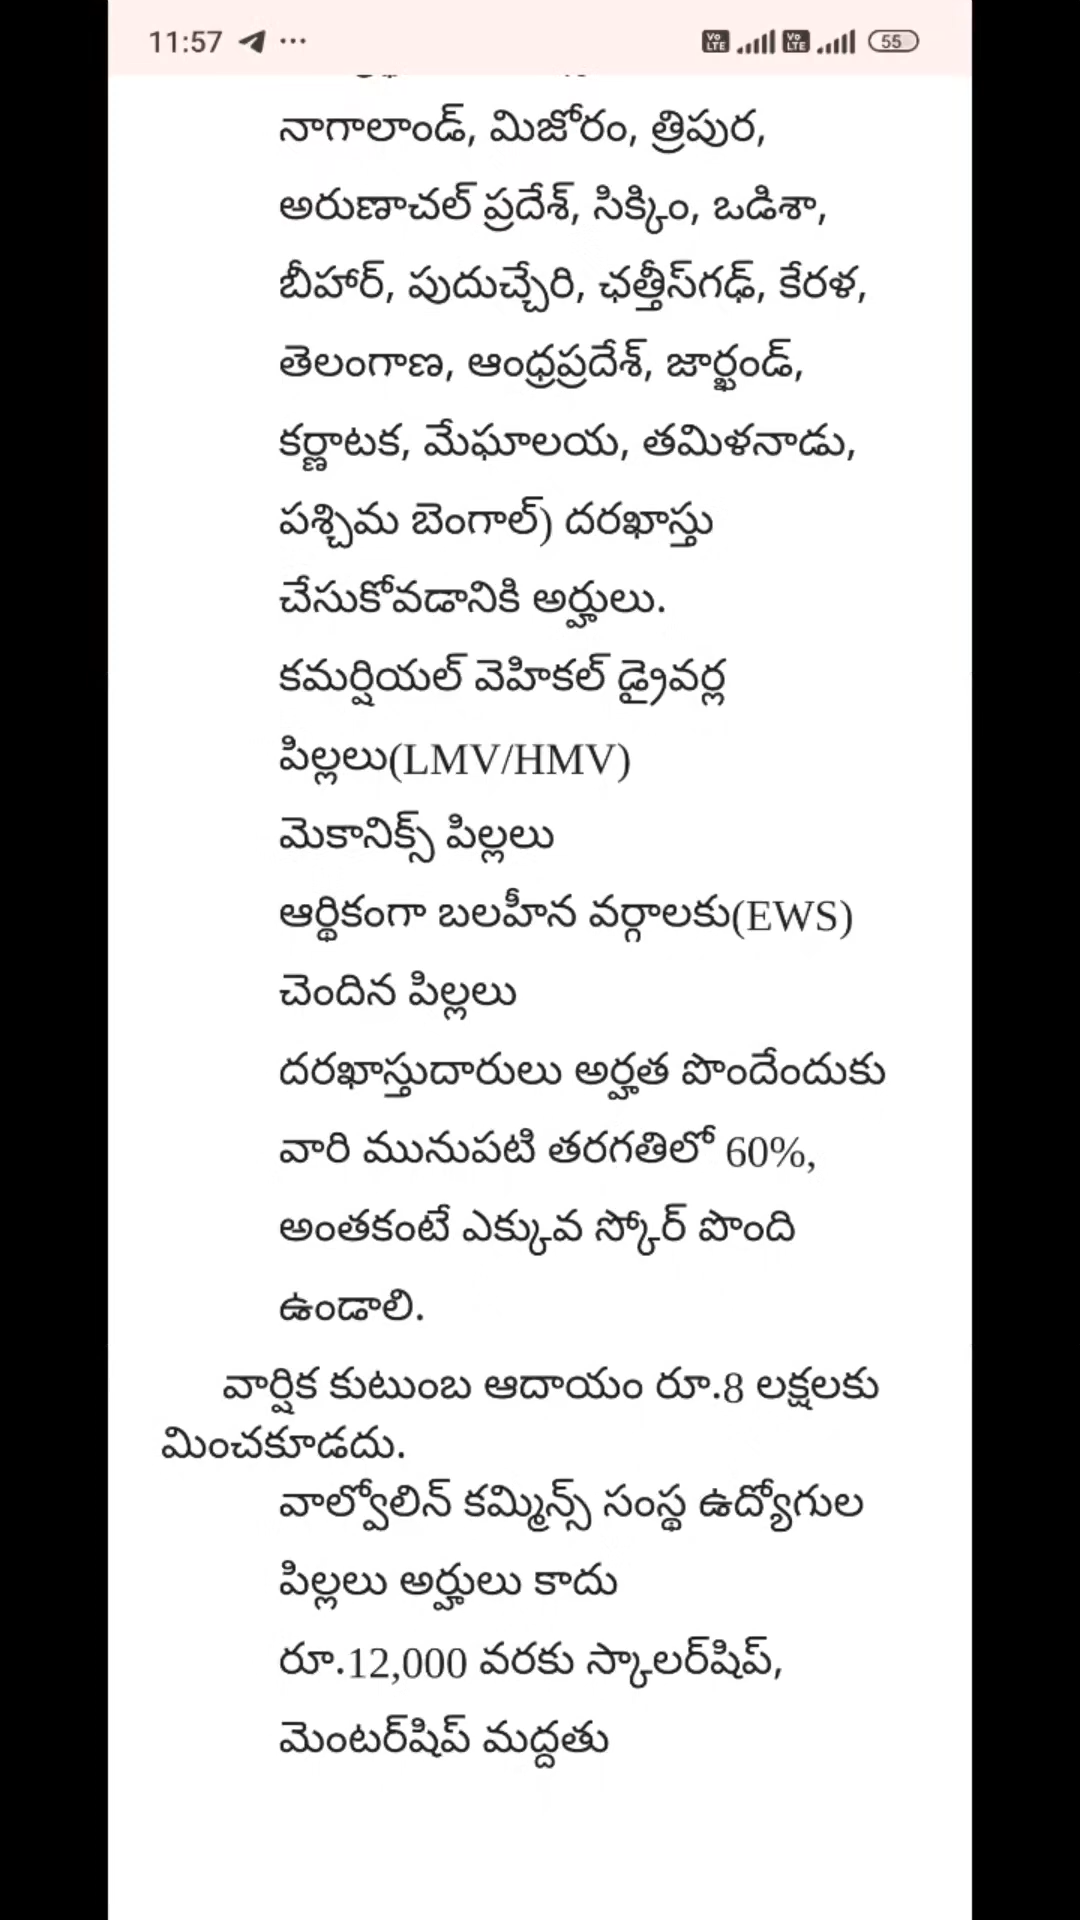 11:57
VoLTE VoLTE 55
నాగాలాండ్, మిజోరం, త్రిపుర,
అరుణాచల్ ప్రదేశ్, సిక్కిం, ఒడిశా,
బీహార్, పుదుచ్చేరి, ఛత్తీస్‌గఢ్, కేరళ,
తెలంగాణ, ఆంధ్రప్రదేశ్, జార్ఖండ్,
కర్ణాటక, మేఘాలయ, తమిళనాడు,
పశ్చిమ బెంగాల్) దరఖాస్తు
చేసుకోవడానికి అర్హులు.
కమర్షియల్ వెహికల్ డ్రైవర్ల
పిల్లలు(LMV/HMV)
మెకానిక్స్ పిల్లలు
ఆర్థికంగా బలహీన వర్గాలకు(EWS)
చెందిన పిల్లలు
దరఖాస్తుదారులు అర్హత పొందేందుకు
వారి మునుపటి తరగతిలో 60%,
అంతకంటే ఎక్కువ స్కోర్ పొంది
ఉండాలి.
వార్షిక కుటుంబ ఆదాయం రూ.8 లక్షలకు
మించకూడదు.
వాల్వోలిన్ కమ్మిన్స్ సంస్థ ఉద్యోగుల
పిల్లలు అర్హులు కాదు
రూ.12,000 వరకు స్కాలర్‌షిప్,
మెంటర్‌షిప్ మద్దతు